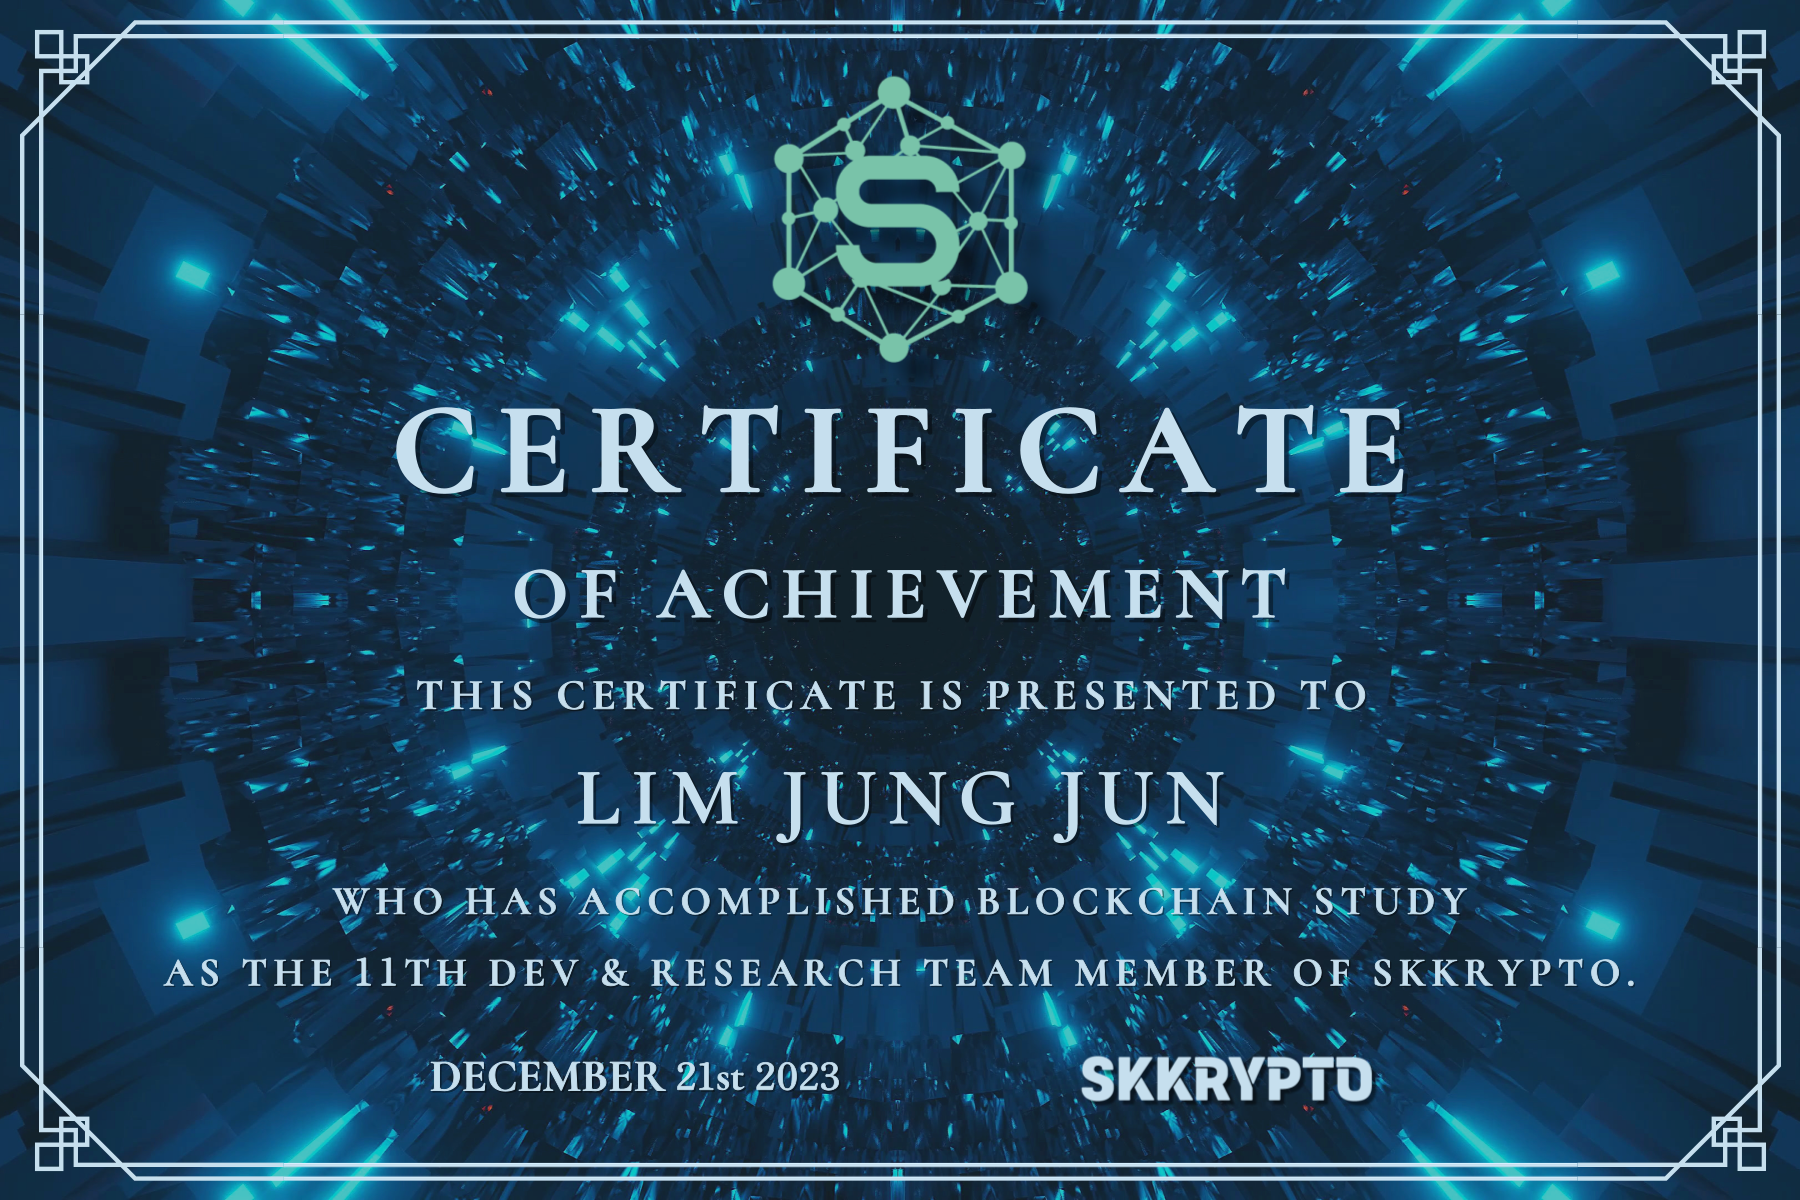 S
CERTIFICATE
OF ACHIEVEMENT
THIS CERTIFICATE IS PRESENTED TO
LIM JUNG JUN
WHO HAS ACCOMPLISHED BLOCKCHAIN STUDY
AS THE 11TH DEV & RESEARCH TEAM MEMBER OF SKKRYPTO.
DECEMBER 21st 2023
SKKRYPTO